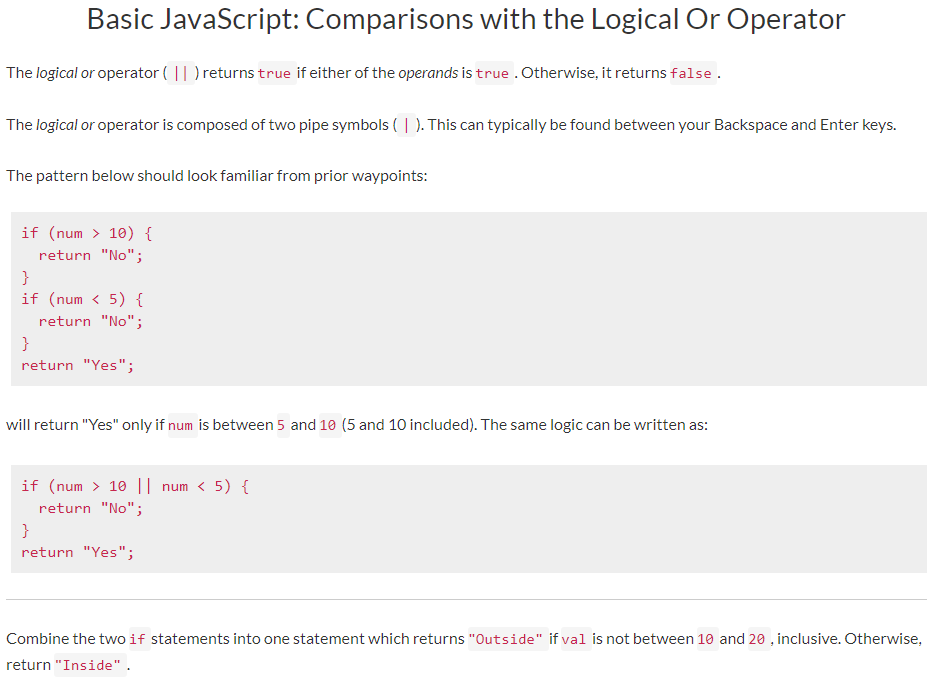 Basic JavaScript: Comparisons with the Logical Or Operator
The logical or operator ( || ) returns true if either of the operands is true . Otherwise, it returns false .
The logical or operator is composed of two pipe symbols ( | ). This can typically be found between your Backspace and Enter keys.
The pattern below should look familiar from prior waypoints:
if (num > 10) {
  return "No";
}
if (num < 5) {
  return "No";
}
return "Yes";
will return "Yes" only if num is between 5 and 10 (5 and 10 included). The same logic can be written as:
if (num > 10 || num < 5) {
  return "No";
}
return "Yes";
Combine the two if statements into one statement which returns "Outside" if val is not between 10 and 20 , inclusive. Otherwise,
return "Inside" .